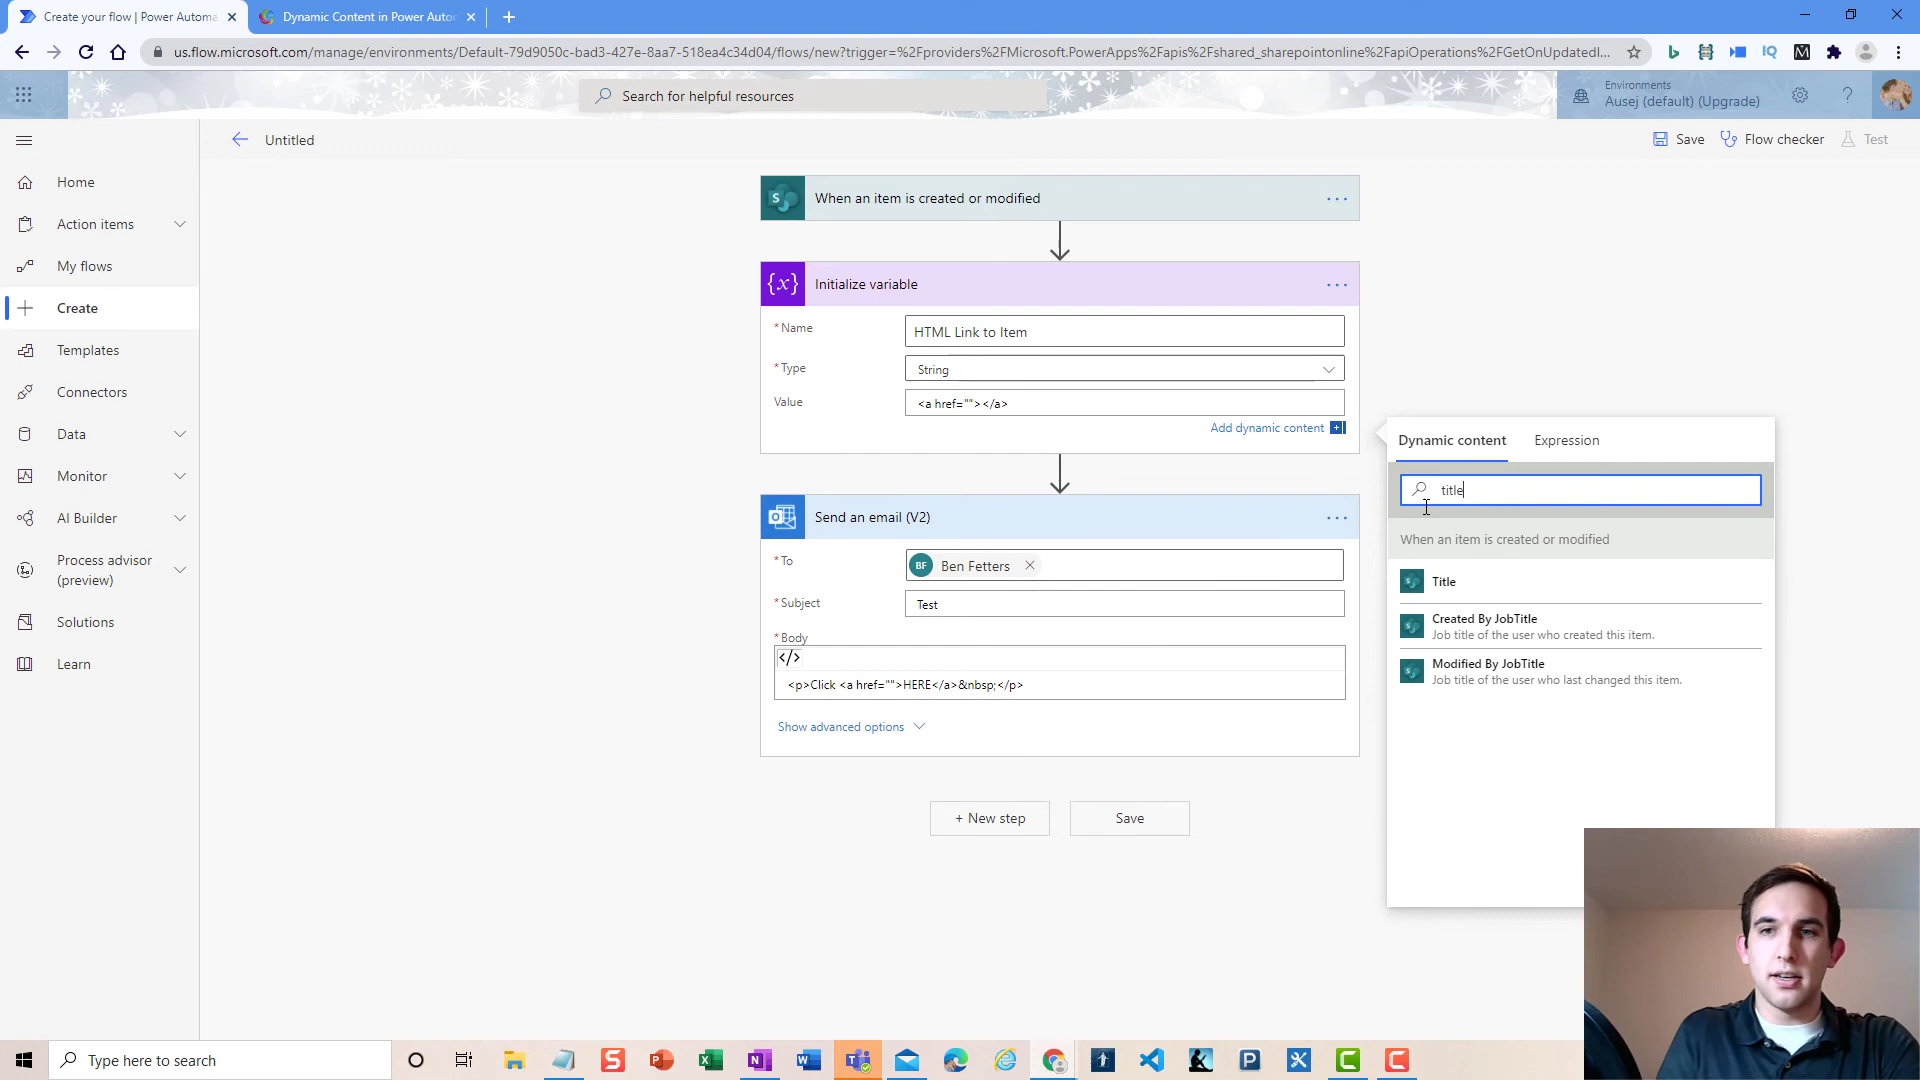 Create your flow | Power Automa
Dynamic Content in Power Autor
us.flow.microsoft.com/manage/environments/Default-79d9050c-bad3-427e-8aa7-518ea4c34d04/flows/new?trigger=%2Fproviders%2FMicrosoft.PowerApps%2Fapis%2Fshared_sharepointonline%2FapiOperations%2FGetOnUpdatedI...
Search for helpful resources
Environments
Ausej (default) (Upgrade)
Untitled
Save
Flow checker
Test
Home
Action items
My flows
Create
Templates
Connectors
Data
Monitor
AI Builder
Process advisor
(preview)
Solutions
Learn
When an item is created or modified
Initialize variable
* Name
HTML Link to Item
* Type
String
Value
<a href=""></a>
Add dynamic content
Send an email (V2)
* To
BF Ben Fetters
* Subject
Test
* Body
</>
<p>Click <a href="">HERE</a>&nbsp;</p>
Show advanced options
+ New step
Save
Dynamic content
Expression
title
When an item is created or modified
Title
Created By JobTitle
Job title of the user who created this item.
Modified By JobTitle
Job title of the user who last changed this item.
Type here to search